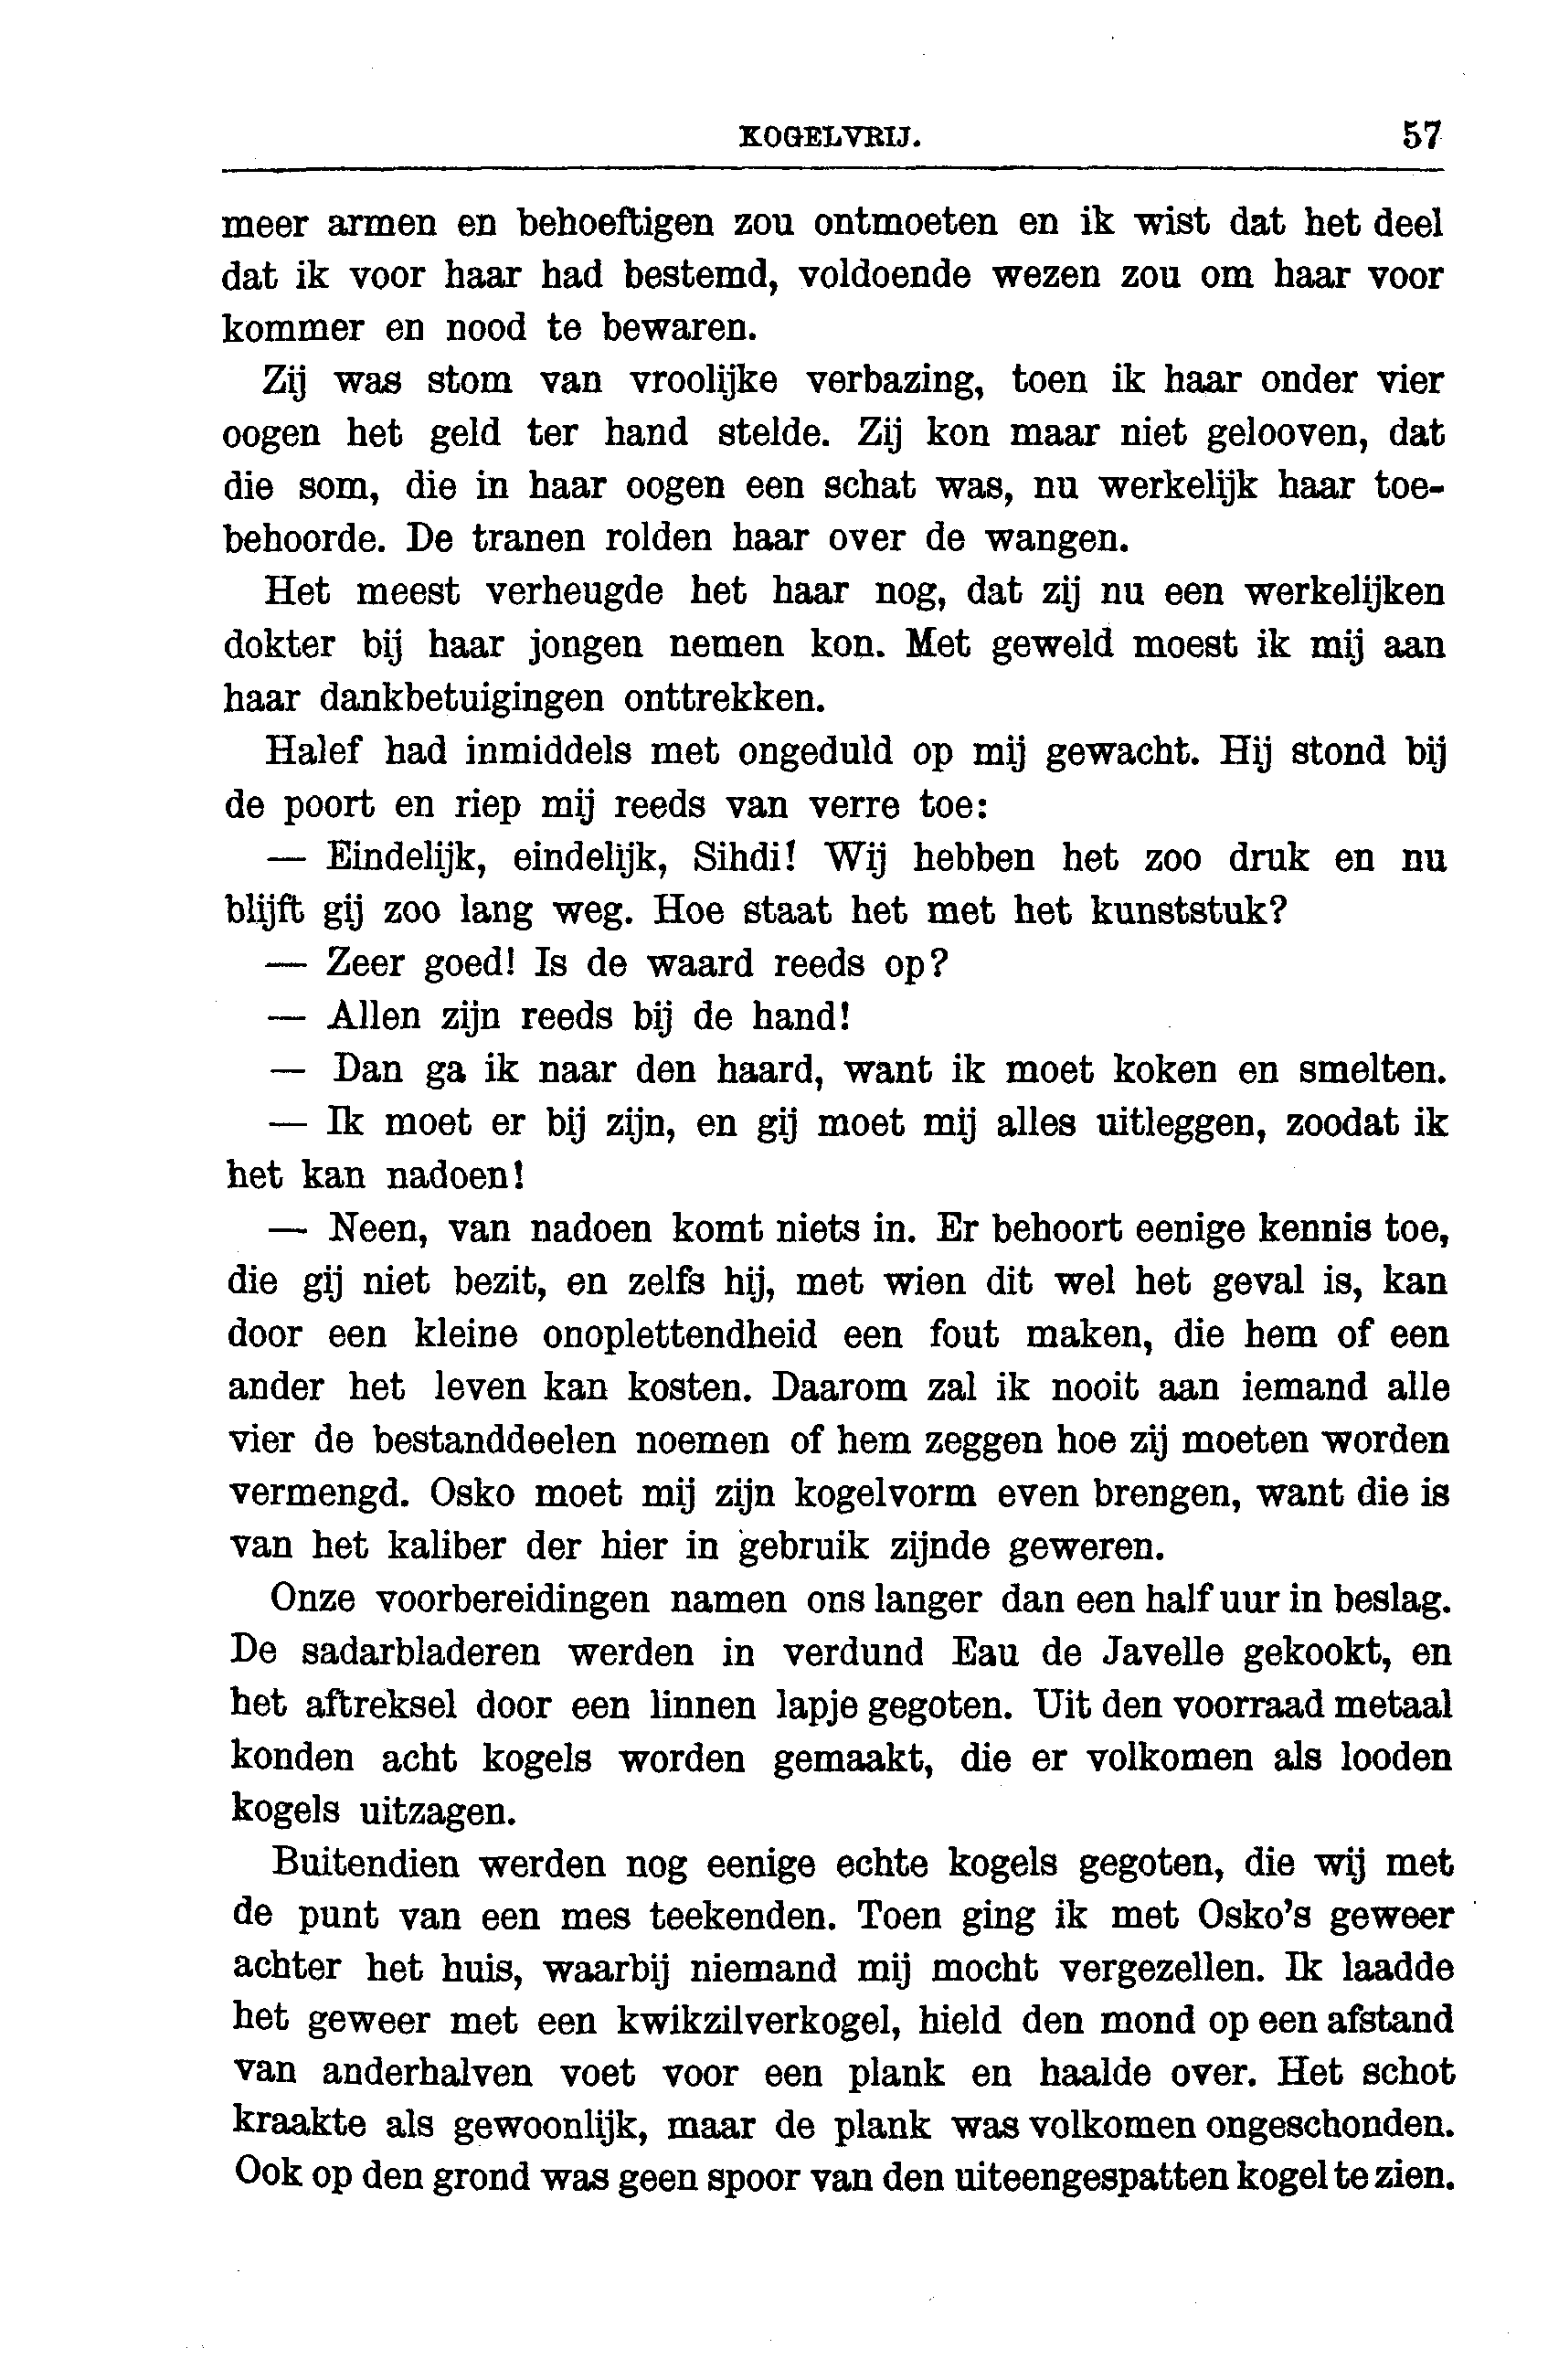 KOGELVRIJ. 57
meer armen en behoeftigen zou ontmoeten en ik wist dat het deel
dat ik voor haar had bestemd, voldoende wezen zou om haar voor
kommer en nood te bewaren.
Zij was stom van vroolijke verbazing, toen ik haar onder vier
oogen het geld ter hand stelde. Zij kon maar niet gelooven, dat
die som, die in haar oogen een schat was, nu werkelijk haar toe-
behoorde. De tranen rolden haar over de wangen.
Het meest verheugde het haar nog, dat zij nu een werkelijken
dokter bij haar jongen nemen kon. Met geweld moest ik mij aan
haar dankbetuigingen onttrekken.
Halef had inmiddels met ongeduld op mij gewacht. Hij stond bij
de poort en riep mij reeds van verre toe:
— Eindelijk, eindelijk, Sihdi! Wij hebben het zoo druk en nu
blijft gij zoo lang weg. Hoe staat het met het kunststuk?
— Zeer goed! Is de waard reeds op?
— Allen zijn reeds bij de hand!
— Dan ga ik naar den haard, want ik moet koken en smelten.
— Ik moet er bij zijn, en gij moet mij alles uitleggen, zoodat ik
het kan nadoen!
— Neen, van nadoen komt niets in. Er behoort eenige kennis toe,
die gij niet bezit, en zelfs hij, met wien dit wel het geval is, kan
door een kleine onoplettendheid een fout maken, die hem of een
ander het leven kan kosten. Daarom zal ik nooit aan iemand alle
vier de bestanddeelen noemen of hem zeggen hoe zij moeten worden
vermengd. Osko moet mij zijn kogelvorm even brengen, want die is
van het kaliber der hier in gebruik zijnde geweren.
Onze voorbereidingen namen ons langer dan een half uur in beslag.
De sadarbladeren werden in verdund Eau de Javelle gekookt, en
het aftreksel door een linnen lapje gegoten. Uit den voorraad metaal
konden acht kogels worden gemaakt, die er volkomen als looden
kogels uitzagen.
Buitendien werden nog eenige echte kogels gegoten, die wij met
de punt van een mes teekenden. Toen ging ik met Osko's geweer
achter het huis, waarbij niemand mij mocht vergezellen. Ik laadde
het geweer met een kwikzilverkogel, hield den mond op een afstand
van anderhalven voet voor een plank en haalde over. Het schot
kraakte als gewoonlijk, maar de plank was volkomen ongeschonden.
Ook op den grond was geen spoor van den uiteengespatten kogel te zien.